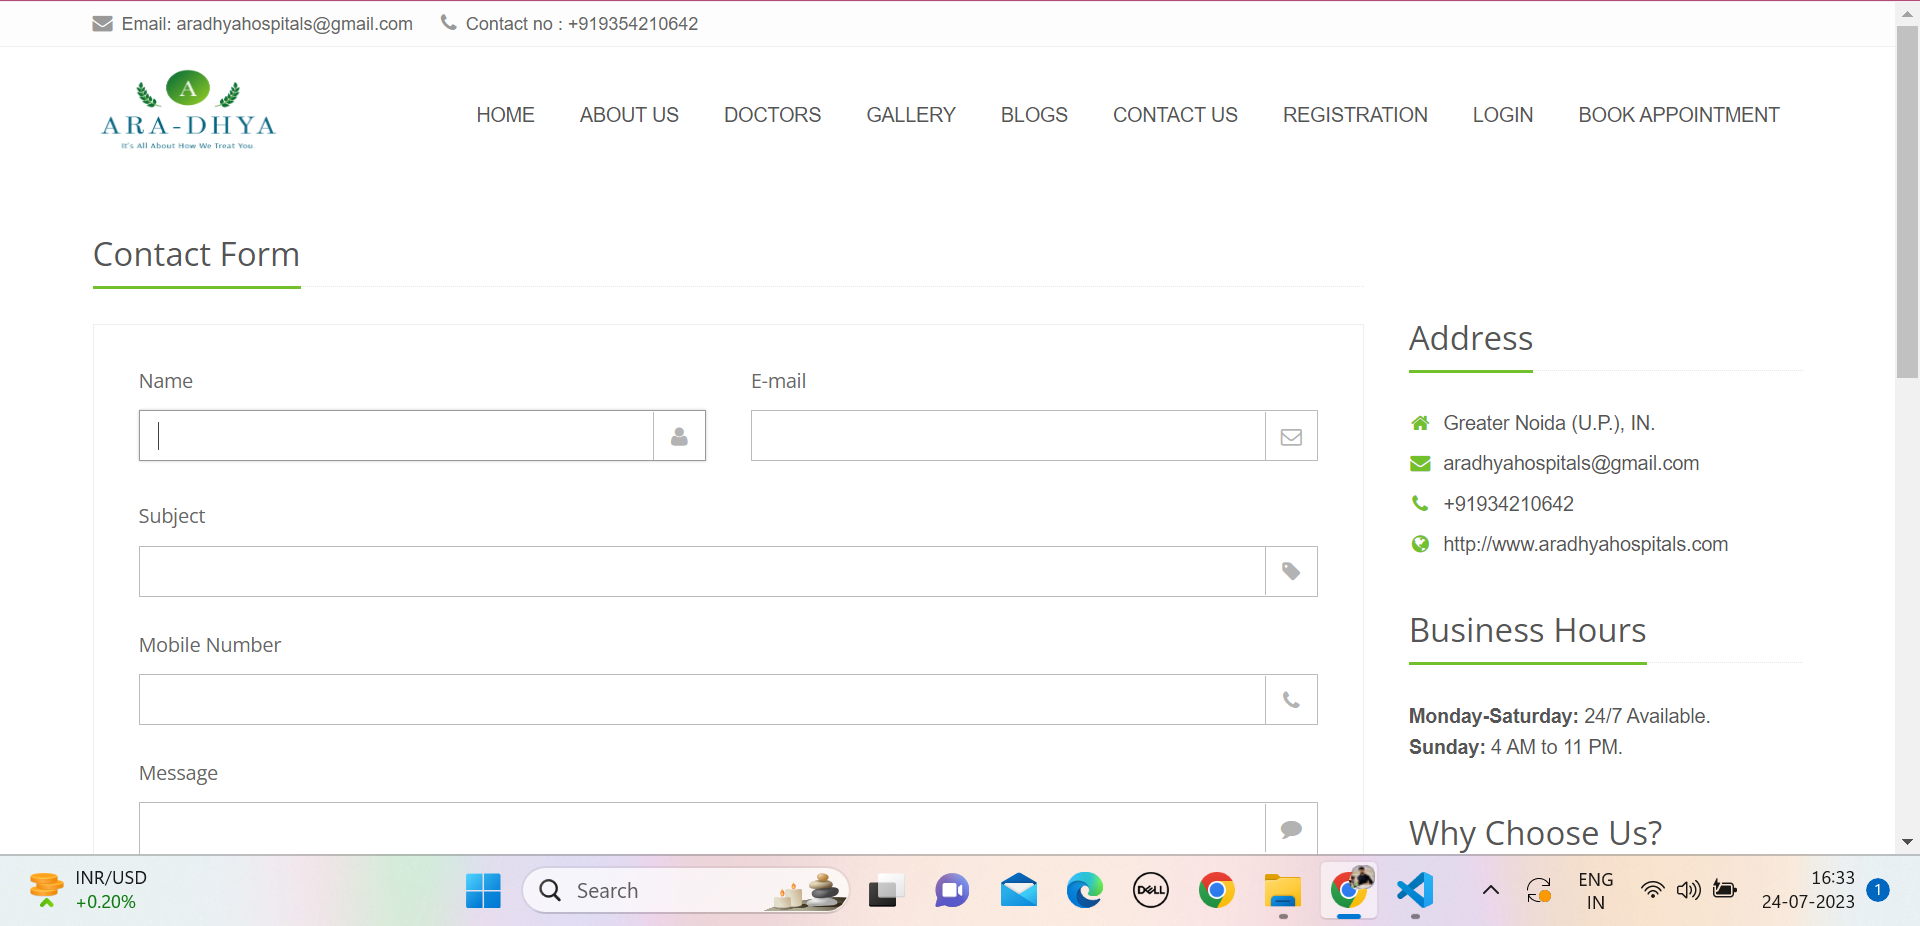 Email: aradhyahospitals@gmail.com Contact no : +919354210642
A
ARA-DHYA
It's All About How We Treat You.
HOME ABOUT US DOCTORS GALLERY BLOGS CONTACT US REGISTRATION LOGIN BOOK APPOINTMENT
Contact Form
Name E-mail
Subject
Mobile Number
Message
Address
Greater Noida (U.P.), IN.
aradhyahospitals@gmail.com
+91934210642
http://www.aradhyahospitals.com
Business Hours
Monday-Saturday: 24/7 Available.
Sunday: 4 AM to 11 PM.
Why Choose Us?
INR/USD
+0.20%
Search
DELL
ENG
IN
16:33
24-07-2023
1